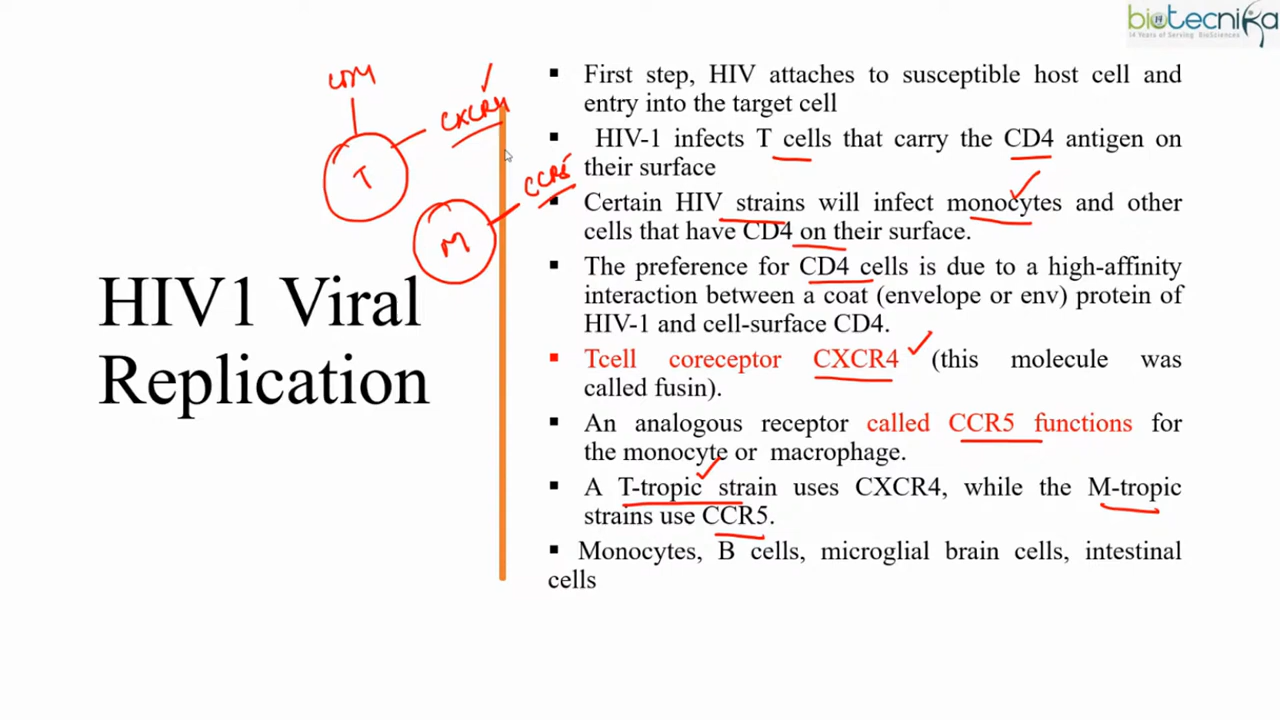 biotecnika
14 Years of Serving BioSciences
CD4
CXCR4
T
CCR5
M
HIV1 Viral
Replication
▪ First step, HIV attaches to susceptible host cell and
entry into the target cell
▪ HIV-1 infects T cells that carry the CD4 antigen on
their surface
▪ Certain HIV strains will infect monocytes and other
cells that have CD4 on their surface.
▪ The preference for CD4 cells is due to a high-affinity
interaction between a coat (envelope or env) protein of
HIV-1 and cell-surface CD4.
▪ Tcell coreceptor CXCR4 (this molecule was
called fusin).
▪ An analogous receptor called CCR5 functions for
the monocyte or macrophage.
▪ A T-tropic strain uses CXCR4, while the M-tropic
strains use CCR5.
▪ Monocytes, B cells, microglial brain cells, intestinal
cells